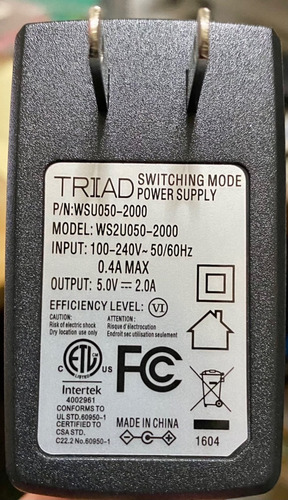 TRIAD SWITCHING MODE
POWER SUPPLY
P/N:WSU050-2000
MODEL: WS2U050-2000
INPUT: 100-240V~ 50/60Hz
0.4A MAX
OUTPUT: 5.0V ⎓ 2.0A
EFFICIENCY LEVEL: VI
CAUTION: ATTENTION:
Risk of electric shock Risque d'électrocution
Dry location use only Endroit sec utilisation seulement
C ETL US
LISTED
Intertek
4002961
CONFORMS TO
UL STD.60950-1
CERTIFIED TO
CSA STD.
C22.2 No.60950-1
FC
MADE IN CHINA
1604